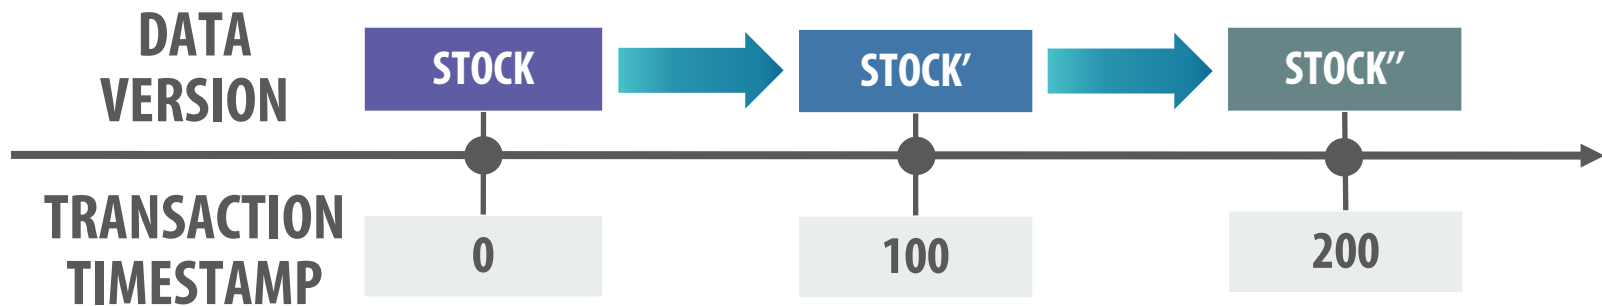 DATA
VERSION
STOCK
STOCK’
STOCK’’
TRANSACTION
TIMESTAMP
0
100
200